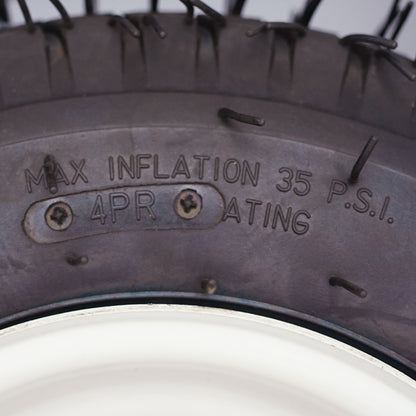 MAX INFLATION 35 P.S.I.
4PR ATING